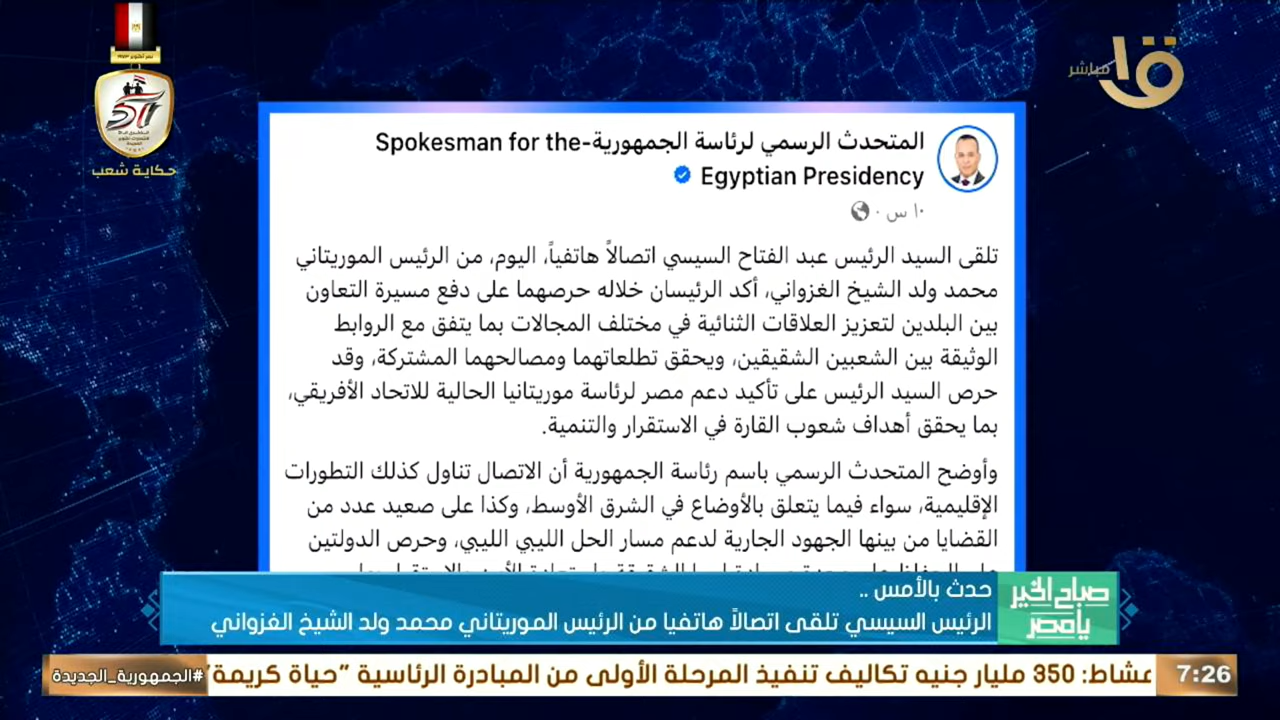 مباشر
حكاية شعب
المتحدث الرسمي لرئاسة الجمهورية-Spokesman for the
Egyptian Presidency
١٠ س ·
تلقى السيد الرئيس عبد الفتاح السيسي اتصالاً هاتفياً، اليوم، من الرئيس الموريتاني
محمد ولد الشيخ الغزواني، أكد الرئيسان خلاله حرصهما على دفع مسيرة التعاون
بين البلدين لتعزيز العلاقات الثنائية في مختلف المجالات بما يتفق مع الروابط
الوثيقة بين الشعبين الشقيقين، ويحقق تطلعاتهما ومصالحهما المشتركة، وقد
حرص السيد الرئيس على تأكيد دعم مصر لرئاسة موريتانيا الحالية للاتحاد الأفريقي،
بما يحقق أهداف شعوب القارة في الاستقرار والتنمية.
وأوضح المتحدث الرسمي باسم رئاسة الجمهورية أن الاتصال تناول كذلك التطورات
الإقليمية، سواء فيما يتعلق بالأوضاع في الشرق الأوسط، وكذا على صعيد عدد من
القضايا من بينها الجهود الجارية لدعم مسار الحل الليبي الليبي، وحرص الدولتين
صباح الخير
يا مصر
حدث بالأمس ..
الرئيس السيسي تلقى اتصالاً هاتفيا من الرئيس الموريتاني محمد ولد الشيخ الغزواني
7:26
عشاط: 350 مليار جنيه تكاليف تنفيذ المرحلة الأولى من المبادرة الرئاسية "حياة كريمة"
#الجمهورية_الجديدة